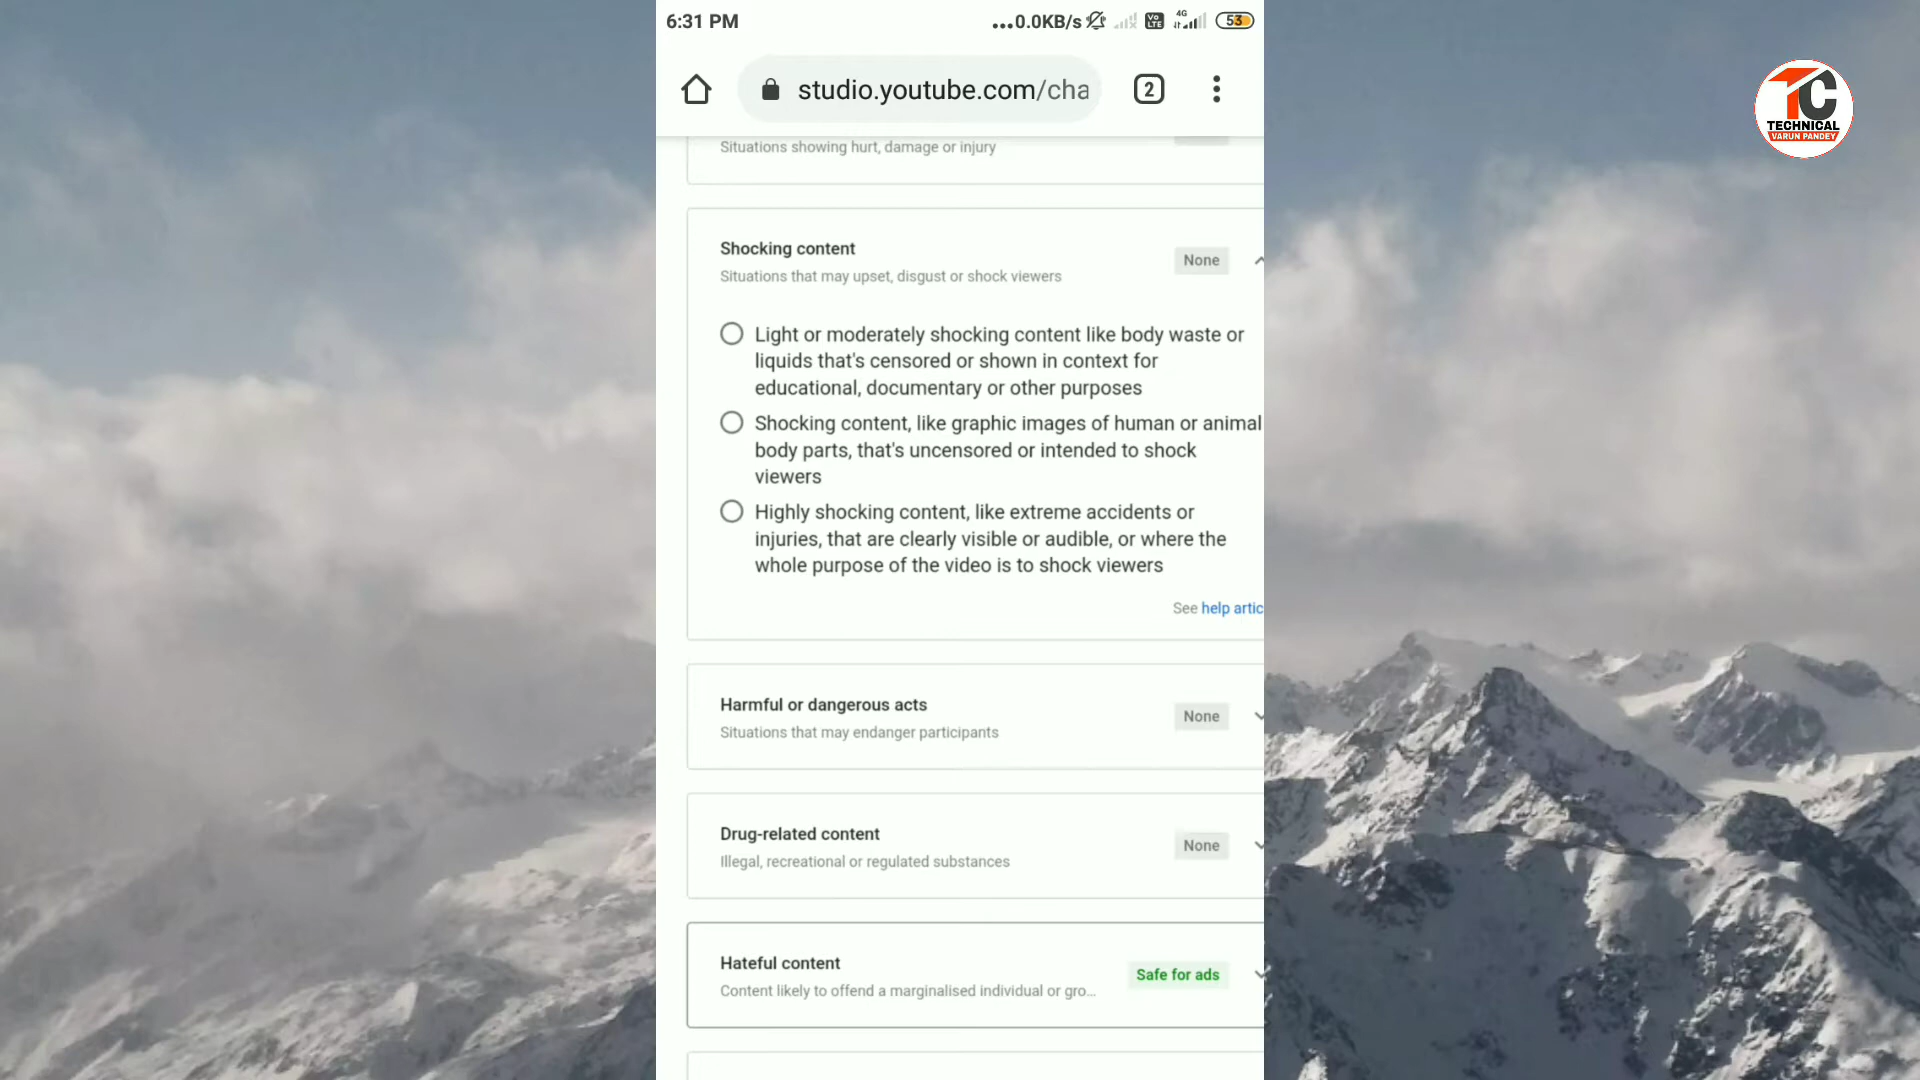 6:31 PM
...0.0KB/s
Vo LTE
4G
53
studio.youtube.com/cha
2
TC
TECHNICAL
VARUN PANDEY
Situations showing hurt, damage or injury
Shocking content
None
Situations that may upset, disgust or shock viewers
Light or moderately shocking content like body waste or
liquids that's censored or shown in context for
educational, documentary or other purposes
Shocking content, like graphic images of human or animal
body parts, that's uncensored or intended to shock
viewers
Highly shocking content, like extreme accidents or
injuries, that are clearly visible or audible, or where the
whole purpose of the video is to shock viewers
See help artic
Harmful or dangerous acts
None
Situations that may endanger participants
Drug-related content
None
Illegal, recreational or regulated substances
Hateful content
Safe for ads
Content likely to offend a marginalised individual or gro...